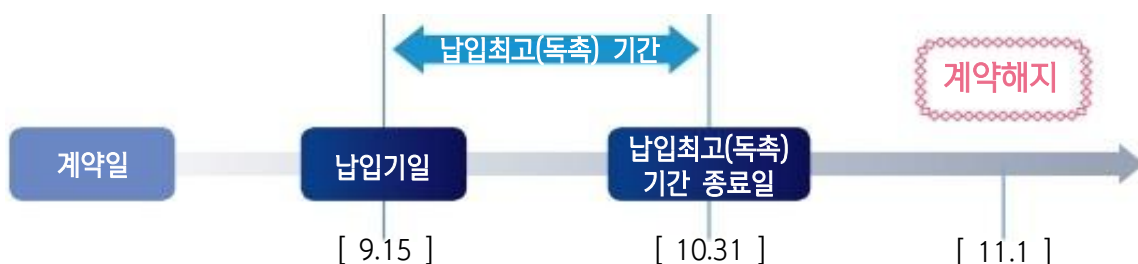 납입최고(독촉) 기간
계약해지
계약일
납입기일
납입최고(독촉)
기간 종료일
[ 9.15 ]
[ 10.31 ]
[ 11.1 ]